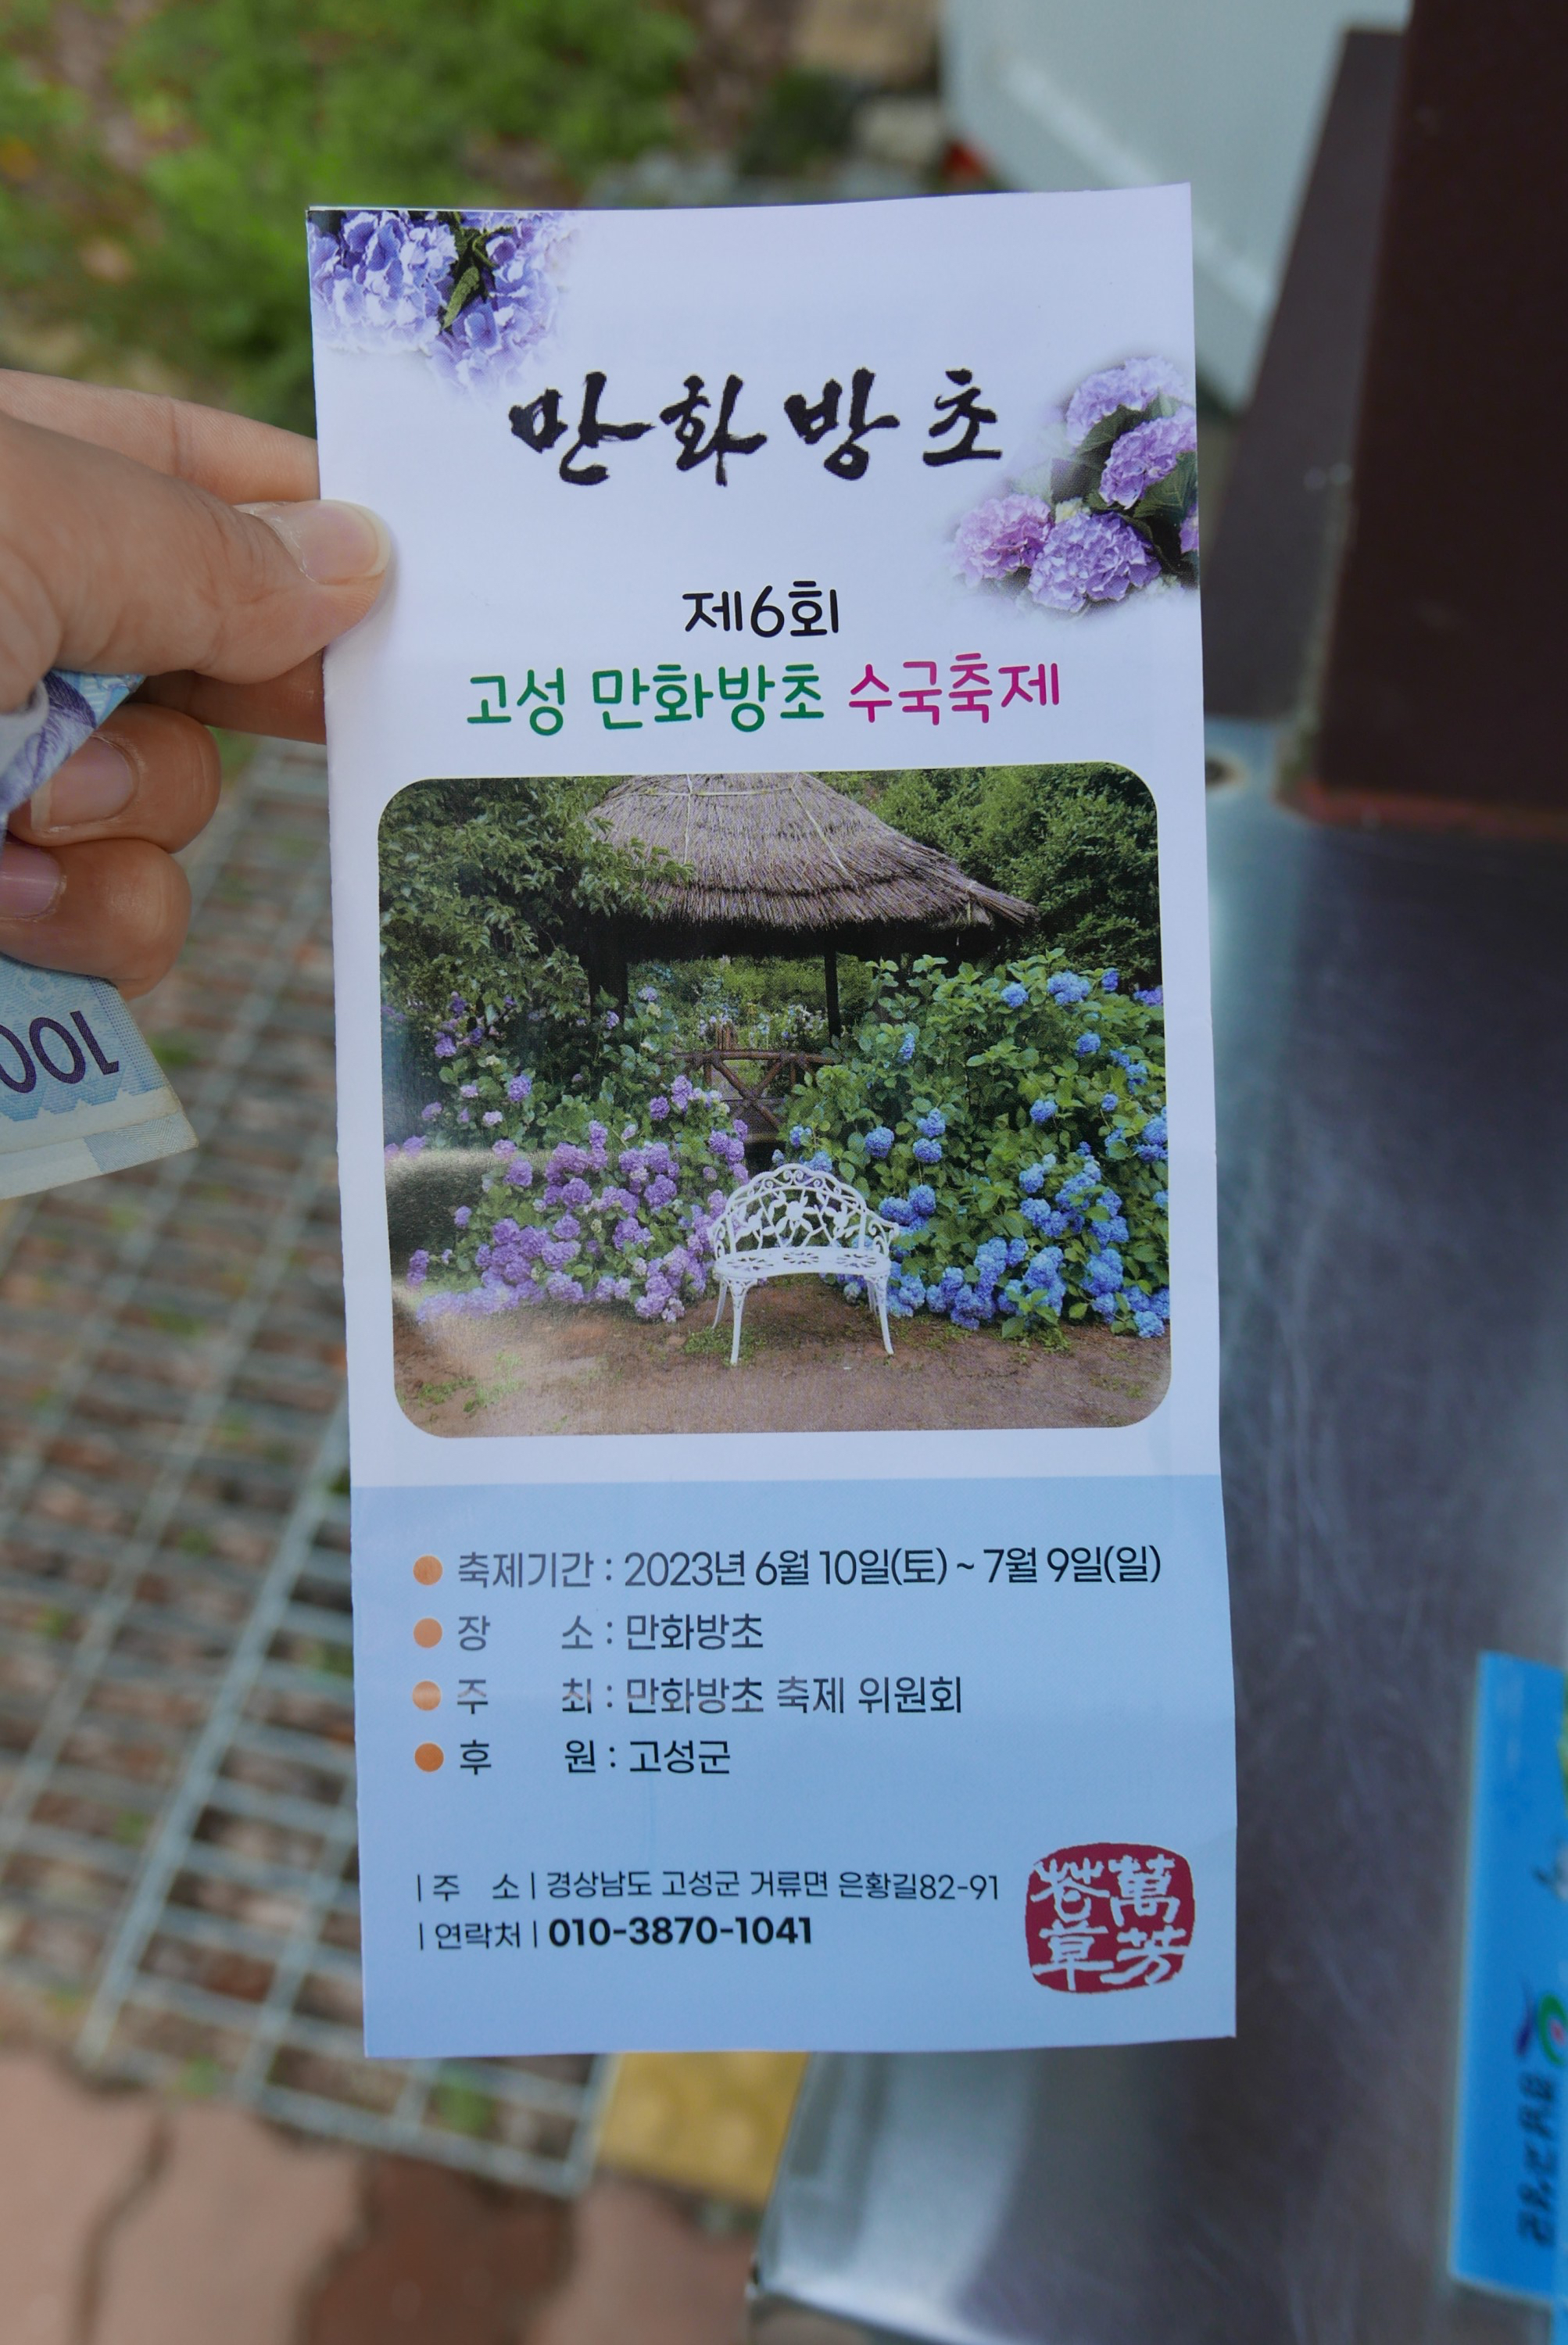 만화방초
제6회
고성 만화방초 수국축제
축제기간 : 2023년 6월 10일(토) ~ 7월 9일(일)
장 소 : 만화방초
주 최 : 만화방초 축제 위원회
후 원 : 고성군
| 주 소 | 경상남도 고성군 거류면 은황길82-91
| 연락처 | 010-3870-1041
萬花芳草
100